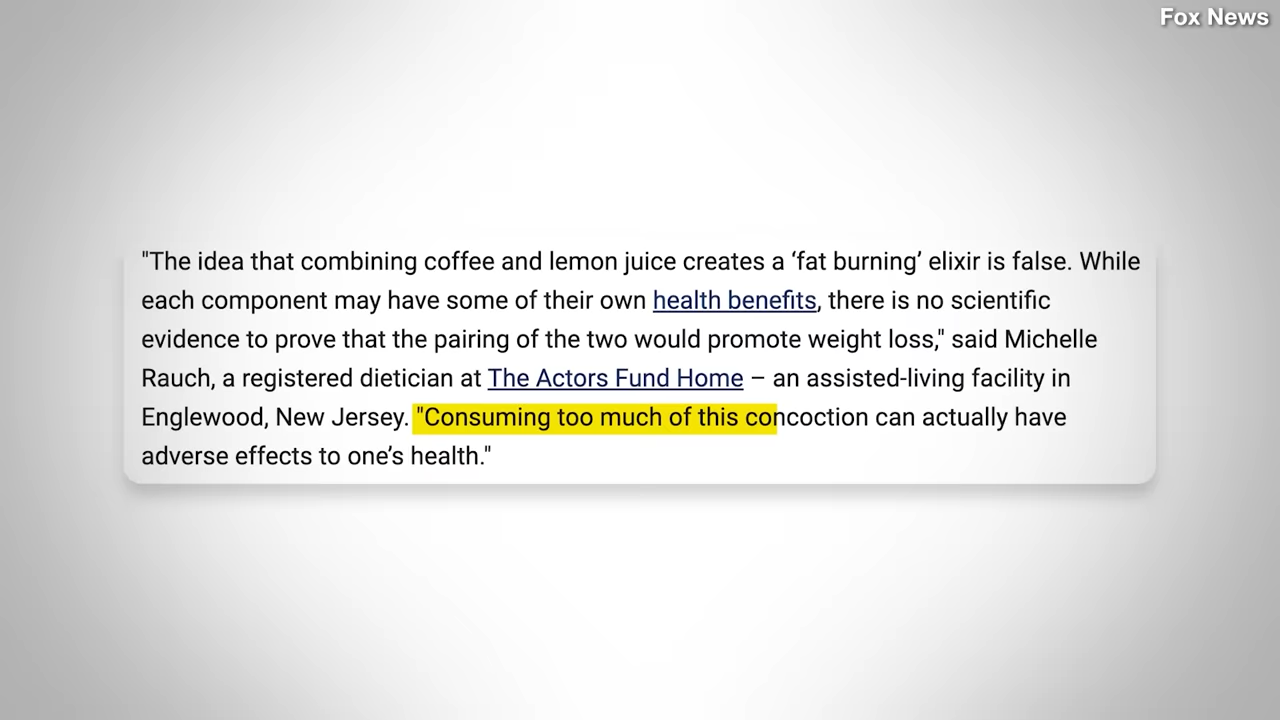 Fox News
"The idea that combining coffee and lemon juice creates a ‘fat burning’ elixir is false. While
each component may have some of their own health benefits, there is no scientific
evidence to prove that the pairing of the two would promote weight loss," said Michelle
Rauch, a registered dietician at The Actors Fund Home – an assisted-living facility in
Englewood, New Jersey. "Consuming too much of this concoction can actually have
adverse effects to one’s health."